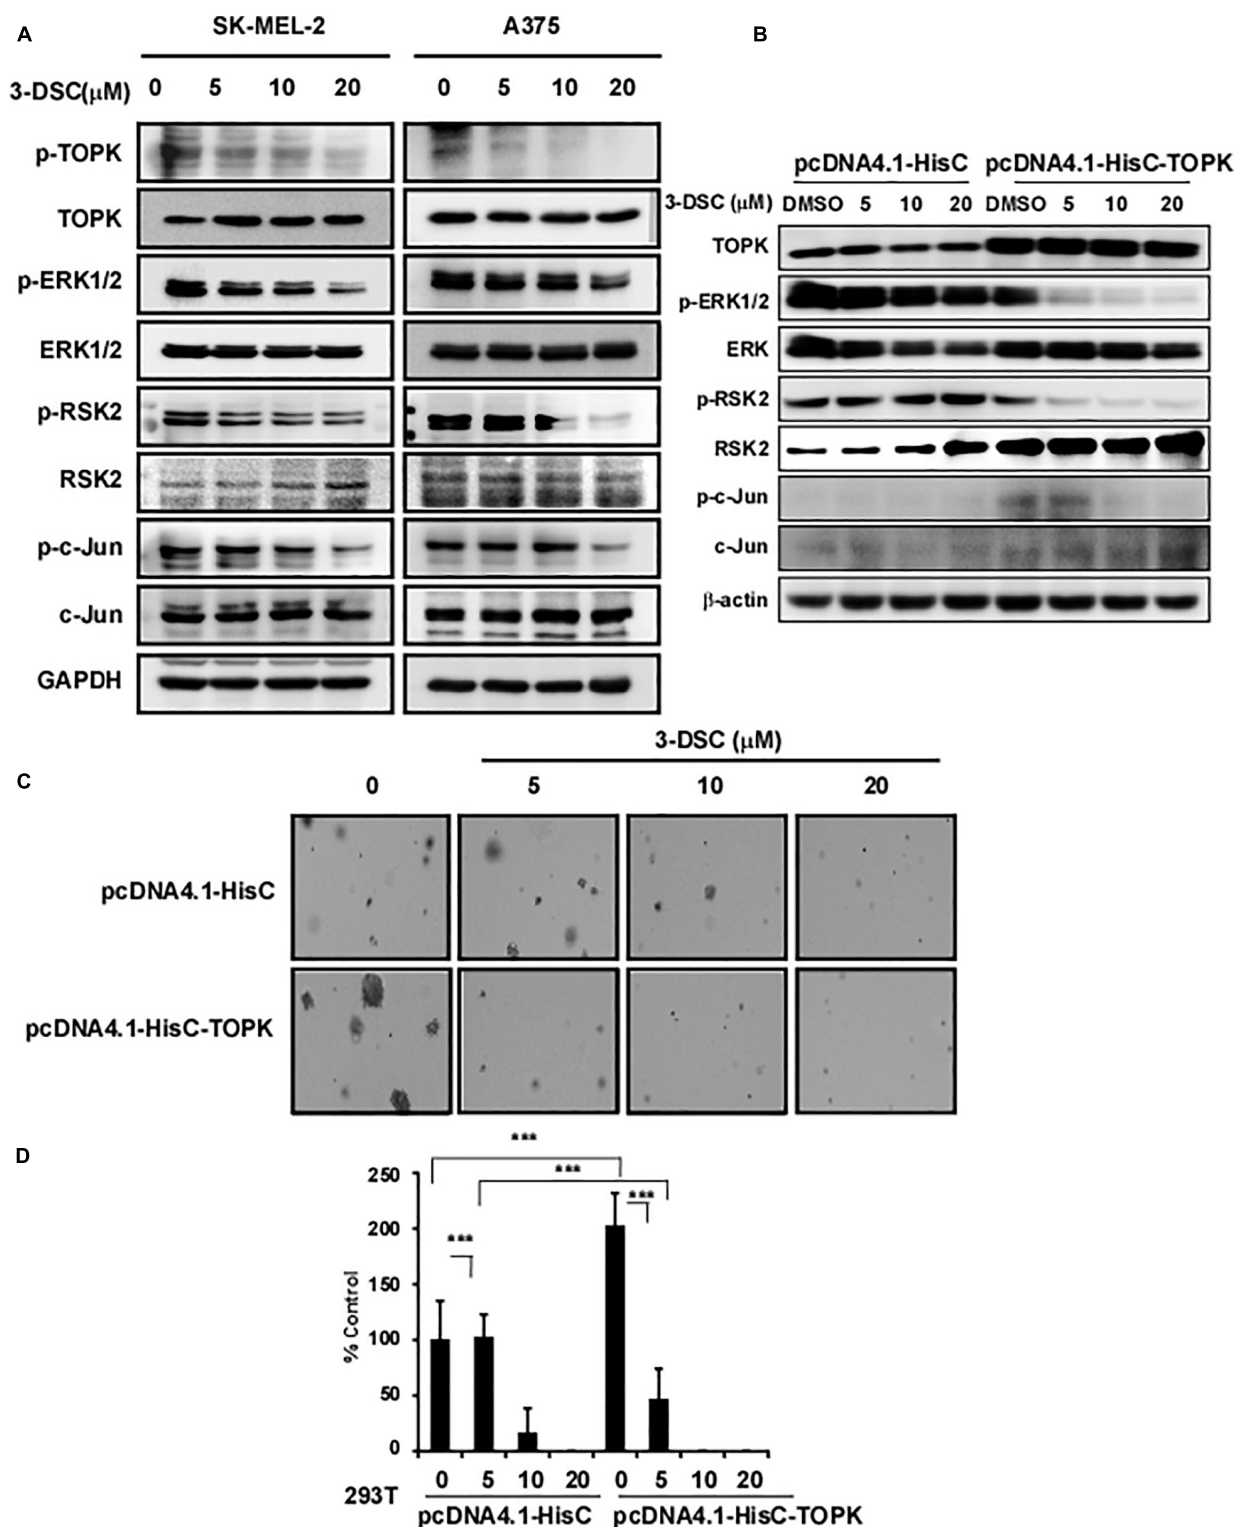 A
SK-MEL-2 A375
3-DSC(μM) 0 5 10 20 0 5 10 20
p-TOPK
TOPK
p-ERK1/2
ERK1/2
p-RSK2
RSK2
p-c-Jun
c-Jun
GAPDH
B
pcDNA4.1-HisC pcDNA4.1-HisC-TOPK
3-DSC (μM) DMSO 5 10 20 DMSO 5 10 20
TOPK
p-ERK1/2
ERK
p-RSK2
RSK2
p-c-Jun
c-Jun
β-actin
C
3-DSC (μM)
0 5 10 20
pcDNA4.1-HisC
pcDNA4.1-HisC-TOPK
D
***
***
***
***
% Control
250
200
150
100
50
0
293T 0 5 10 20 0 5 10 20
pcDNA4.1-HisC pcDNA4.1-HisC-TOPK